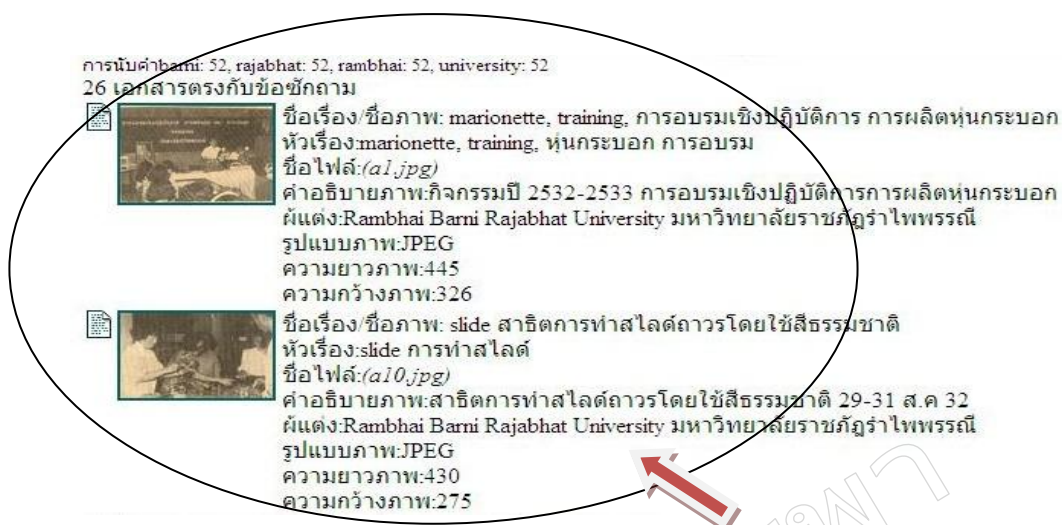 การนับคำbarni: 52, rajabhat: 52, rambhai: 52, university: 52
26 เอกสารตรงกับข้อซักถาม
ชื่อเรื่อง/ชื่อภาพ: marionette, training, การอบรมเชิงปฏิบัติการ การผลิตหุ่นกระบอก
หัวเรื่อง:marionette, training, หุ่นกระบอก การอบรม
ชื่อไฟล์:(a1.jpg)
คำอธิบายภาพ:กิจกรรมปี 2532-2533 การอบรมเชิงปฏิบัติการการผลิตหุ่นกระบอก
ผู้แต่ง:Rambhai Barni Rajabhat University มหาวิทยาลัยราชภัฏรำไพพรรณี
รูปแบบภาพ:JPEG
ความยาวภาพ:445
ความกว้างภาพ:326
ชื่อเรื่อง/ชื่อภาพ: slide สาธิตการทำสไลด์ถาวรโดยใช้สีธรรมชาติ
หัวเรื่อง:slide การทำสไลด์
ชื่อไฟล์:(a10.jpg)
คำอธิบายภาพ:สาธิตการทำสไลด์ถาวรโดยใช้สีธรรมชาติ 29-31 ส.ค 32
ผู้แต่ง:Rambhai Barni Rajabhat University มหาวิทยาลัยราชภัฏรำไพพรรณี
รูปแบบภาพ:JPEG
ความยาวภาพ:430
ความกว้างภาพ:275